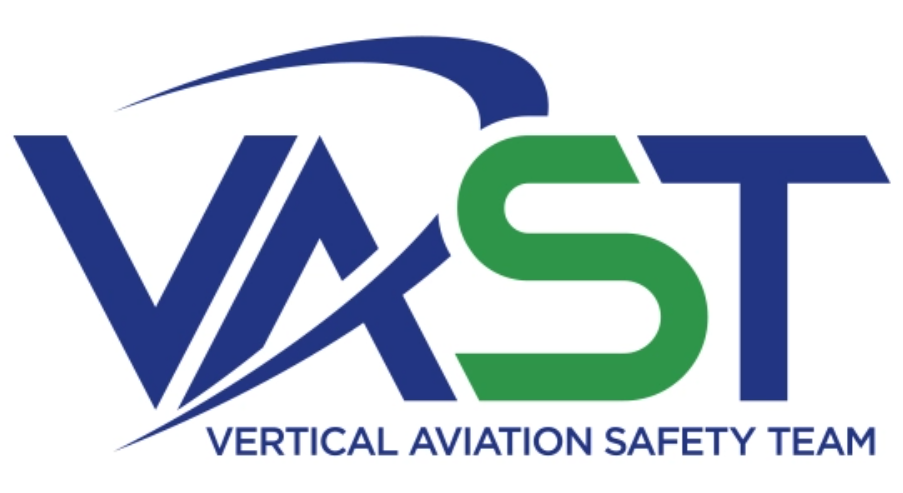 VAST
VERTICAL AVIATION SAFETY TEAM